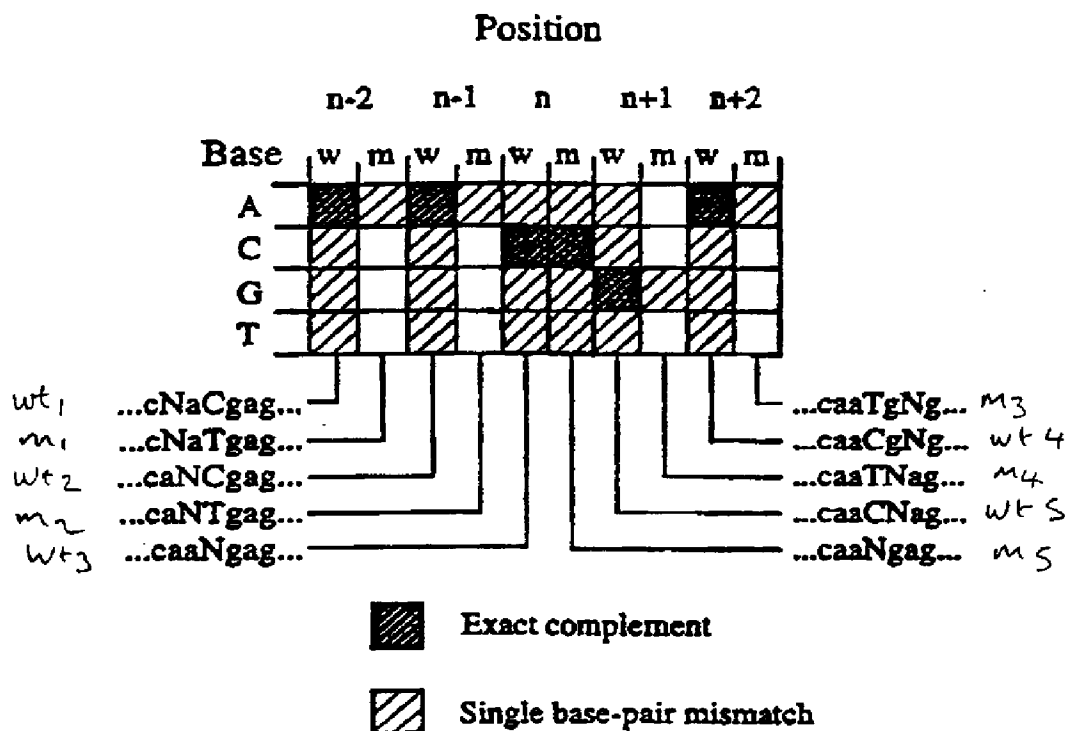 Position
n-2 n-1 n n+1 n+2
Base w m w m w m w m w m
A
C
G
T
wt1 ...cNaCgag... ...caaTgNg... m3
m1 ...cNaTgag... ...caaCgNg... wt4
wt2 ...caNCgag... ...caaTNag... m4
m2 ...caNTgag... ...caaCNag... wt5
wt3 ...caaNgag... ...caaNgag... m5
Exact complement
Single base-pair mismatch